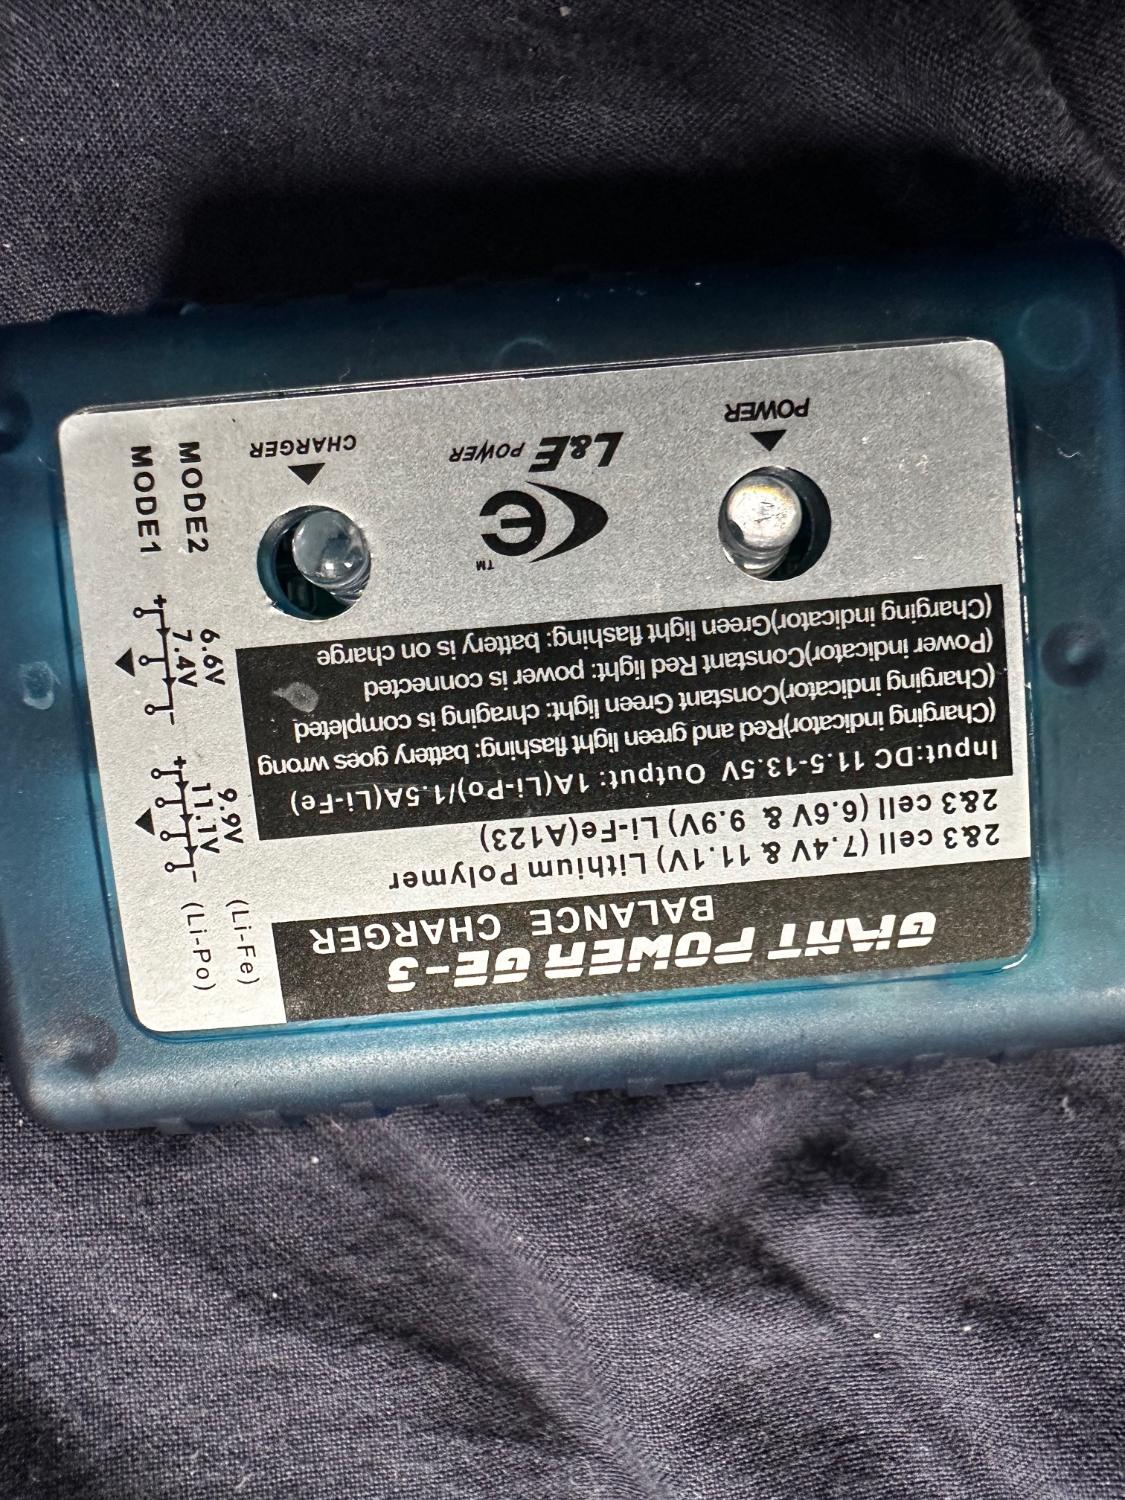 GIANT POWER GE-3
BALANCE CHARGER
2&3 cell (7.4V & 11.1V) Lithium Polymer
2&3 cell (6.6V & 9.9V) Li-Fe(A123)
Input:DC 11.5-13.5V Output: 1A(Li-Po)/1.5A(Li-Fe)
(Charging indicator)Red and green light flashing: battery goes wrong
(Charging indicator)Constant Green light: chraging is completed
(Power indicator)Constant Red light: power is connected
(Charging indicator)Green light flashing: battery is on charge
TM
L&E POWER
POWER
CHARGER
MODE2 6.6V 9.9V (Li-Fe)
MODE1 7.4V 11.1V (Li-Po)